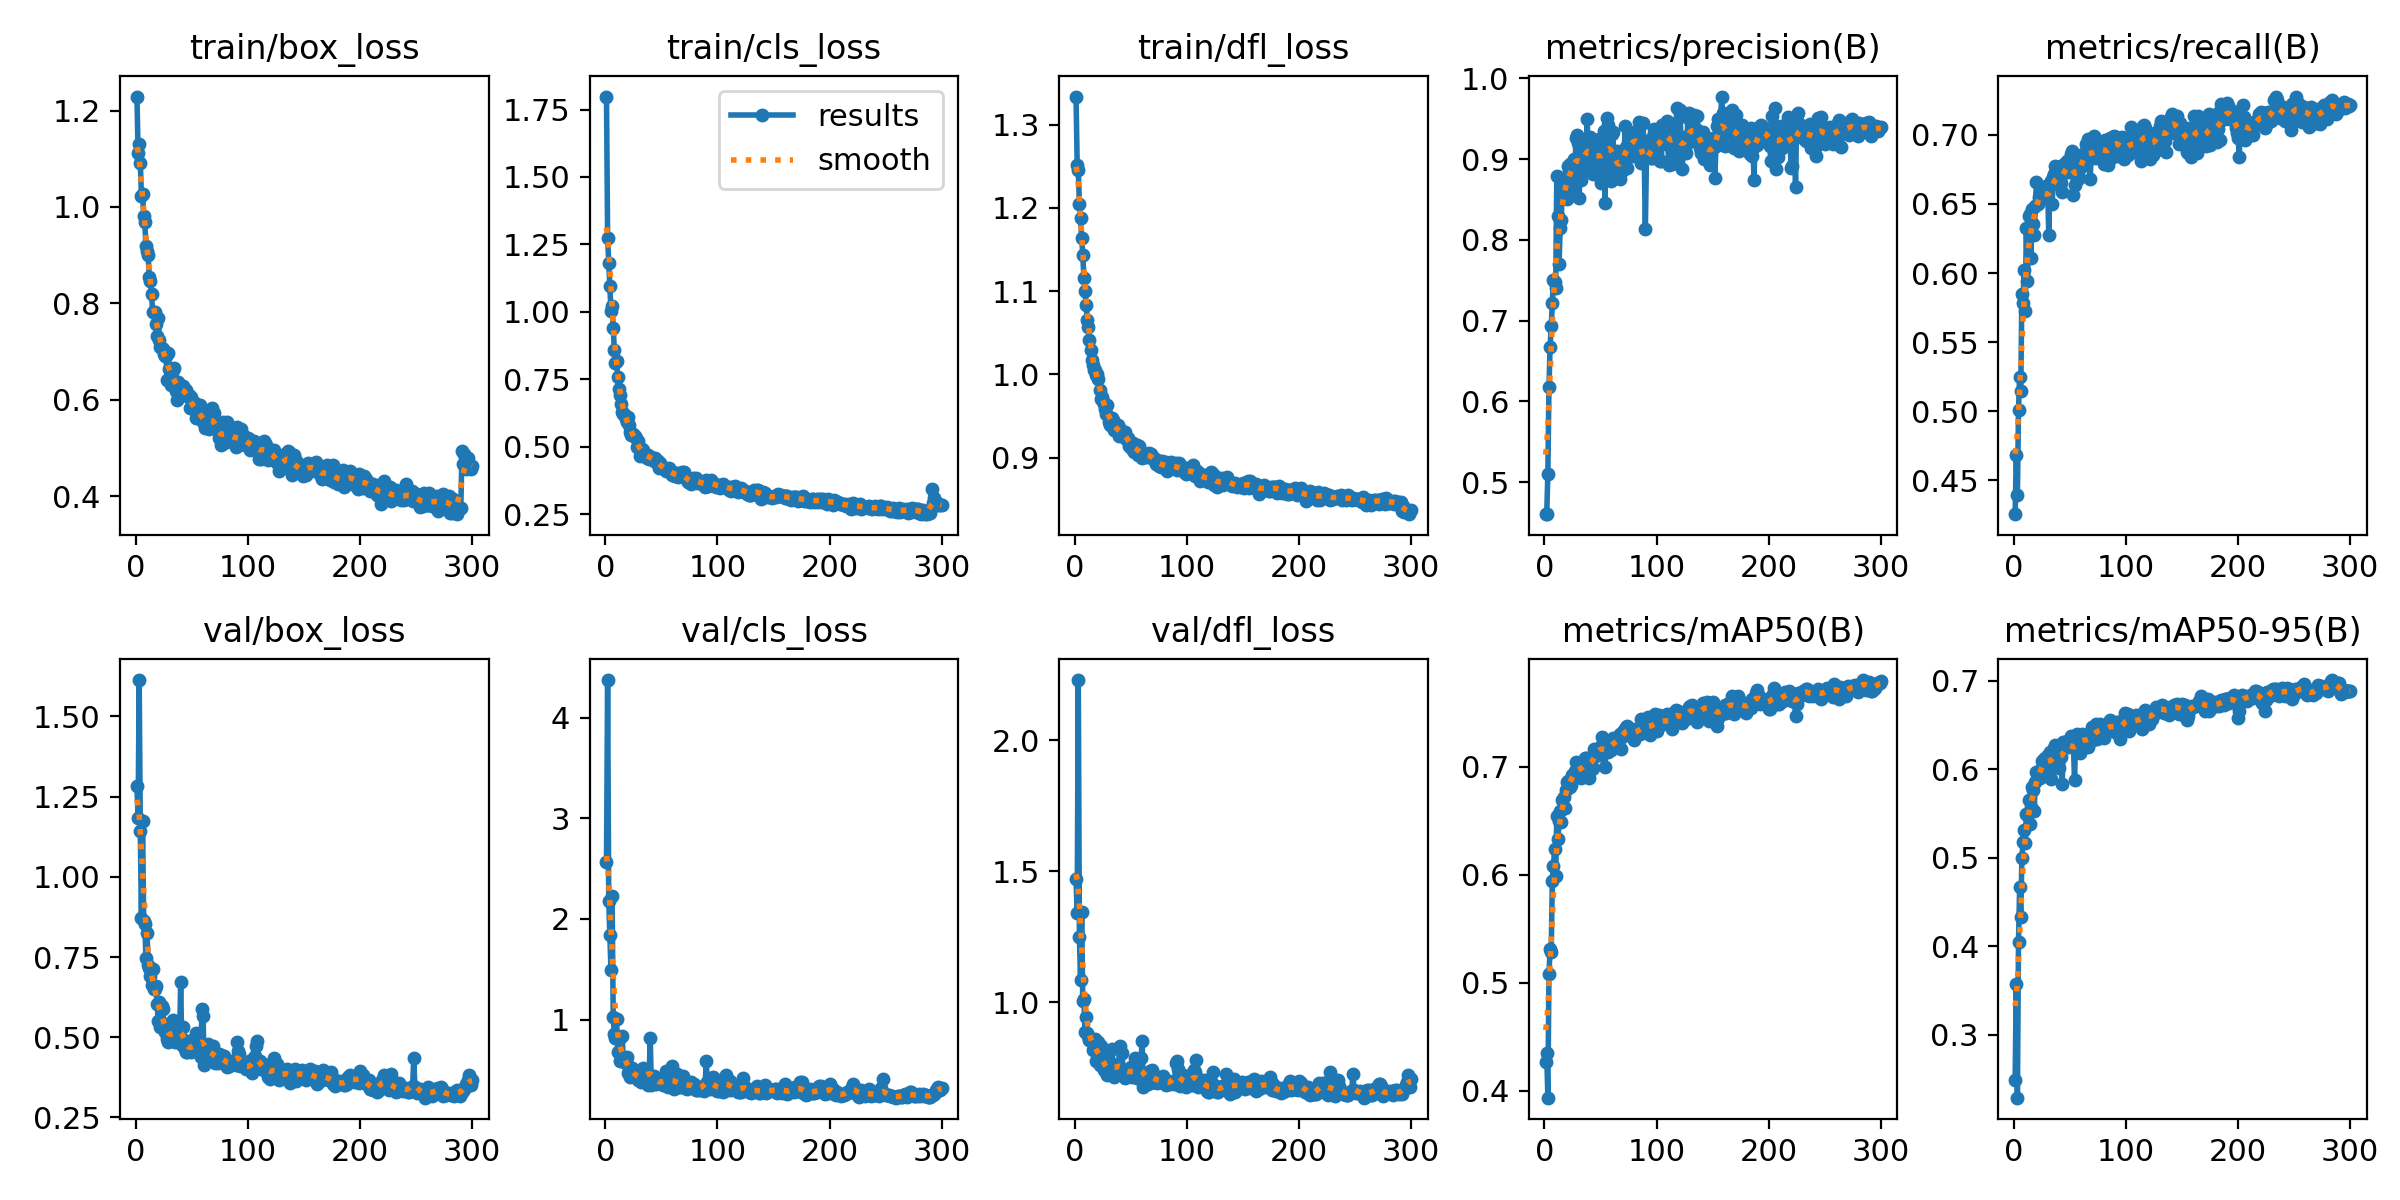 train/box_loss
1.2
1.0
0.8
0.6
0.4
0 100 200 300
train/cls_loss
results
smooth
1.75
1.50
1.25
1.00
0.75
0.50
0.25
0 100 200 300
train/dfl_loss
1.3
1.2
1.1
1.0
0.9
0 100 200 300
metrics/precision(B)
1.0
0.9
0.8
0.7
0.6
0.5
0 100 200 300
metrics/recall(B)
0.70
0.65
0.60
0.55
0.50
0.45
0 100 200 300
val/box_loss
1.50
1.25
1.00
0.75
0.50
0.25
0 100 200 300
val/cls_loss
4
3
2
1
0 100 200 300
val/dfl_loss
2.0
1.5
1.0
0 100 200 300
metrics/mAP50(B)
0.7
0.6
0.5
0.4
0 100 200 300
metrics/mAP50-95(B)
0.7
0.6
0.5
0.4
0.3
0 100 200 300